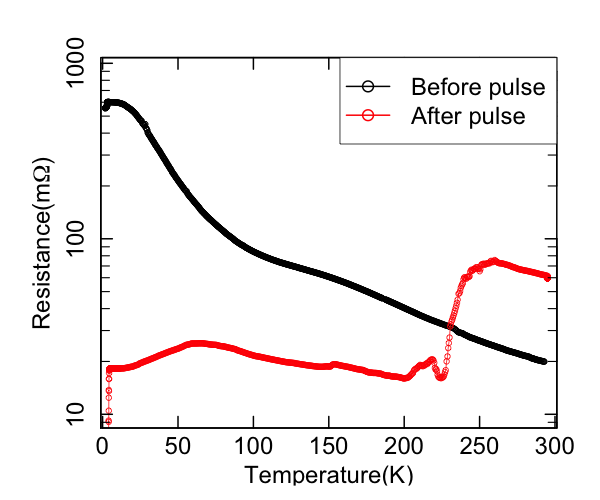 Before pulse
After pulse
1000
100
10
Resistance(mΩ)
0 50 100 150 200 250 300
Temperature(K)